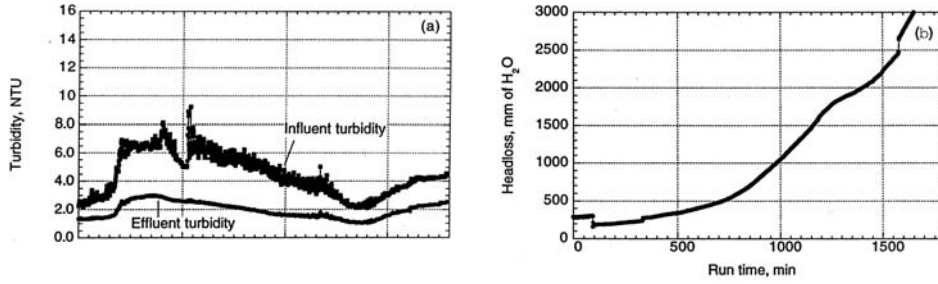 (a)
16
14
12
10
8.0
6.0
4.0
2.0
0.0
Turbidity, NTU
Influent turbidity
Effluent turbidity
(b)
3000
2500
2000
1500
1000
500
0
Headloss, mm of H₂O
0 500 1000 1500
Run time, min